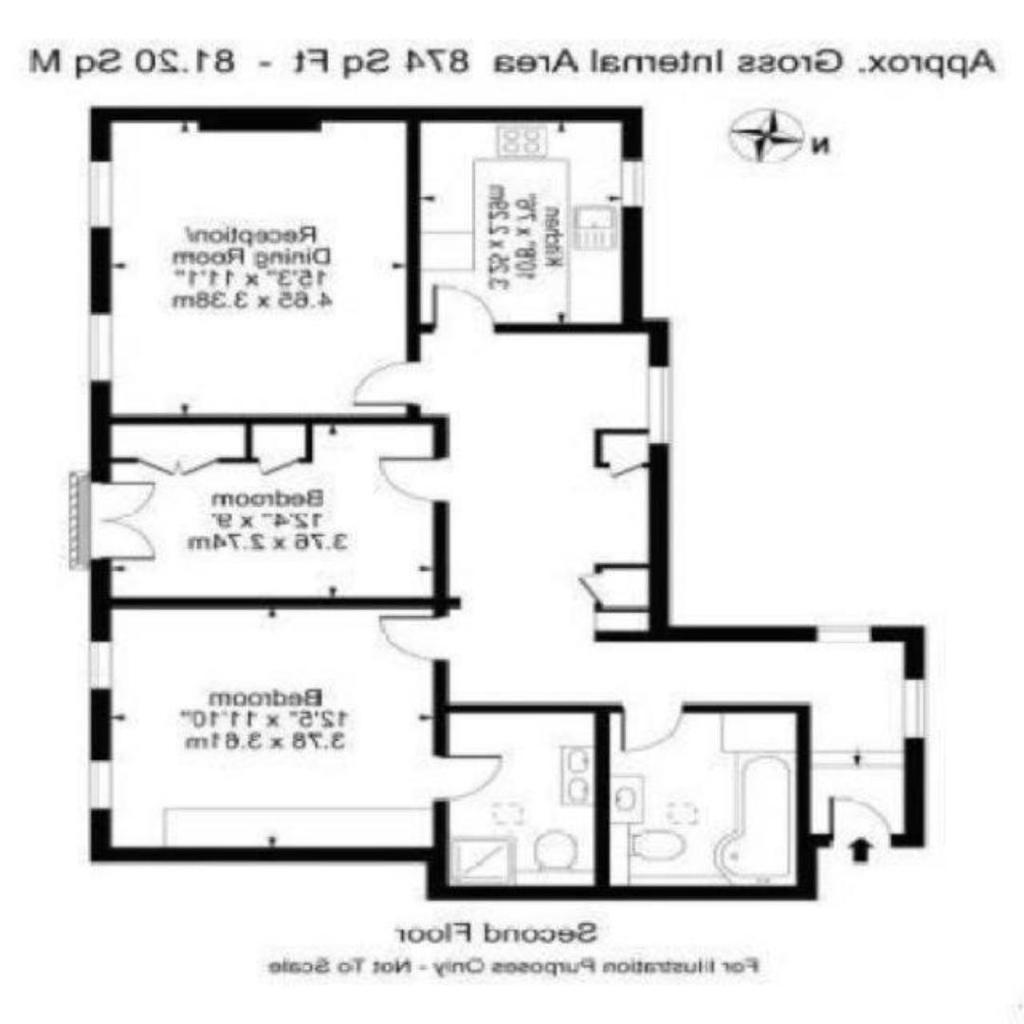 Approx. Gross Internal Area 874 Sq Ft - 81.20 Sq M
N
Kitchen
10'8" x 7'6"
3.25 x 2.29m
Reception/
Dining Room
15'3" x 11'1"
4.65 x 3.38m
Bedroom
12'4" x 9'
3.76 x 2.74m
Bedroom
12'5" x 11'10"
3.78 x 3.61m
Second Floor
For Illustration Purposes Only - Not To Scale